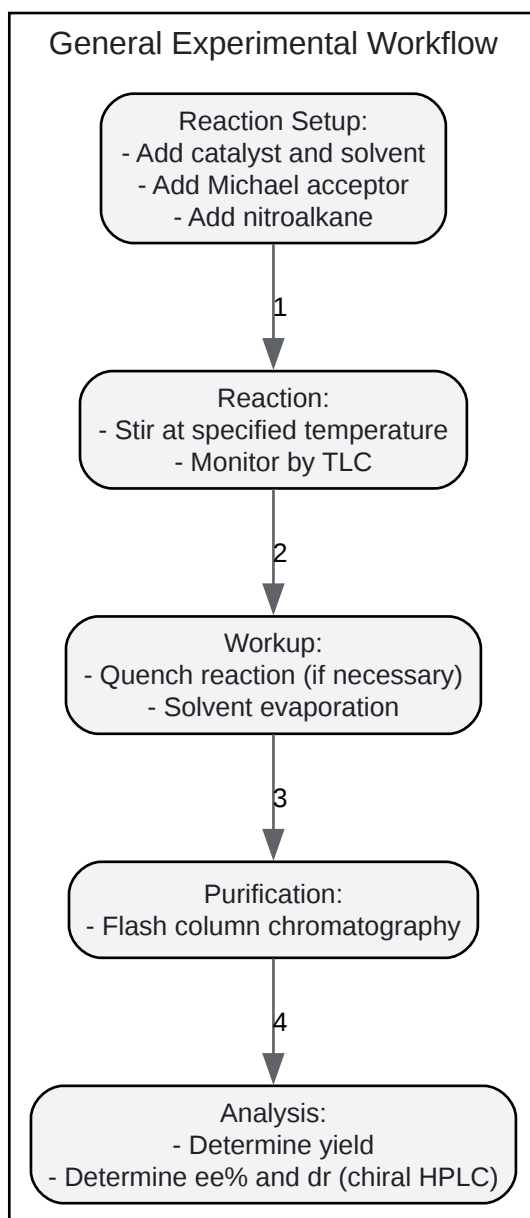 General Experimental Workflow
Reaction Setup:
- Add catalyst and solvent
- Add Michael acceptor
- Add nitroalkane
1
Reaction:
- Stir at specified temperature
- Monitor by TLC
2
Workup:
- Quench reaction (if necessary)
- Solvent evaporation
3
Purification:
- Flash column chromatography
4
Analysis:
- Determine yield
- Determine ee% and dr (chiral HPLC)